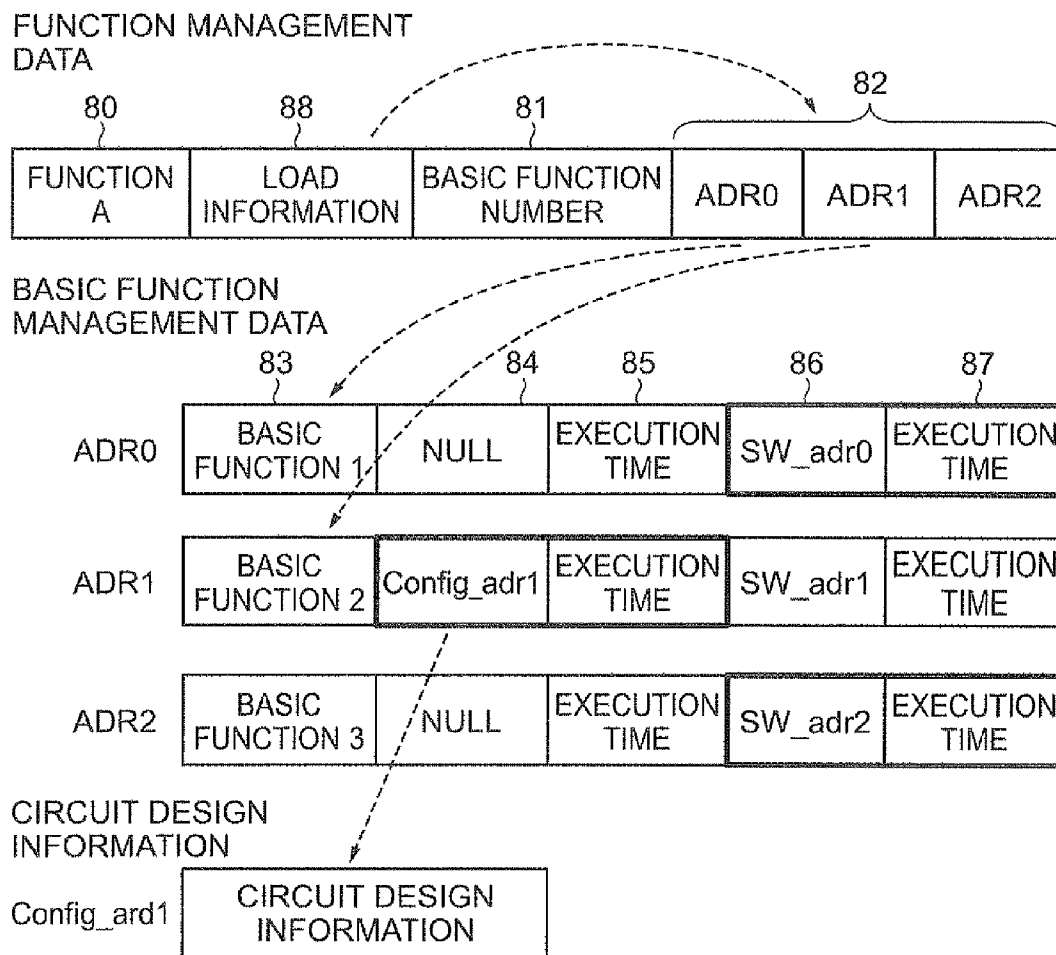 FUNCTION MANAGEMENT
DATA
80 88 81 82
FUNCTION
A
LOAD
INFORMATION
BASIC FUNCTION
NUMBER
ADR0
ADR1
ADR2
BASIC FUNCTION
MANAGEMENT DATA
83 84 85 86 87
ADR0
BASIC
FUNCTION 1
NULL
EXECUTION
TIME
SW_adr0
EXECUTION
TIME
ADR1
BASIC
FUNCTION 2
Config_adr1
EXECUTION
TIME
SW_adr1
EXECUTION
TIME
ADR2
BASIC
FUNCTION 3
NULL
EXECUTION
TIME
SW_adr2
EXECUTION
TIME
CIRCUIT DESIGN
INFORMATION
Config_ard1
CIRCUIT DESIGN
INFORMATION